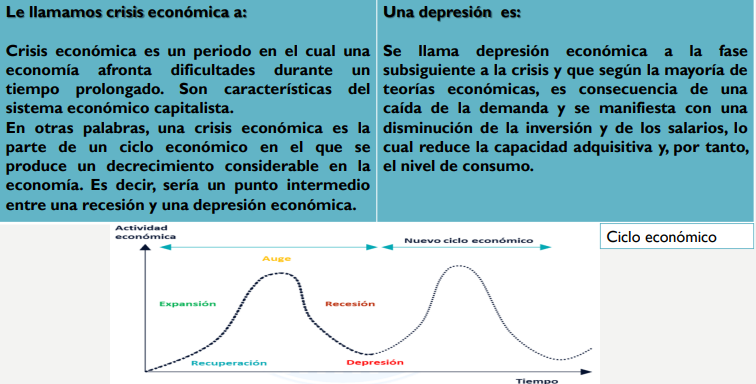 Le llamamos crisis económica a:
Crisis económica es un periodo en el cual una
economía afronta dificultades durante un
tiempo prolongado. Son características del
sistema económico capitalista.
En otras palabras, una crisis económica es la
parte de un ciclo económico en el que se
produce un decrecimiento considerable en la
economía. Es decir, sería un punto intermedio
entre una recesión y una depresión económica.
Una depresión es:
Se llama depresión económica a la fase
subsiguiente a la crisis y que según la mayoría de
teorías económicas, es consecuencia de una
caída de la demanda y se manifiesta con una
disminución de la inversión y de los salarios, lo
cual reduce la capacidad adquisitiva y, por tanto,
el nivel de consumo.
Actividad
económica
Nuevo ciclo económico
Ciclo económico
Auge
Expansión
Recesión
Recuperación
Depresión
Tiempo